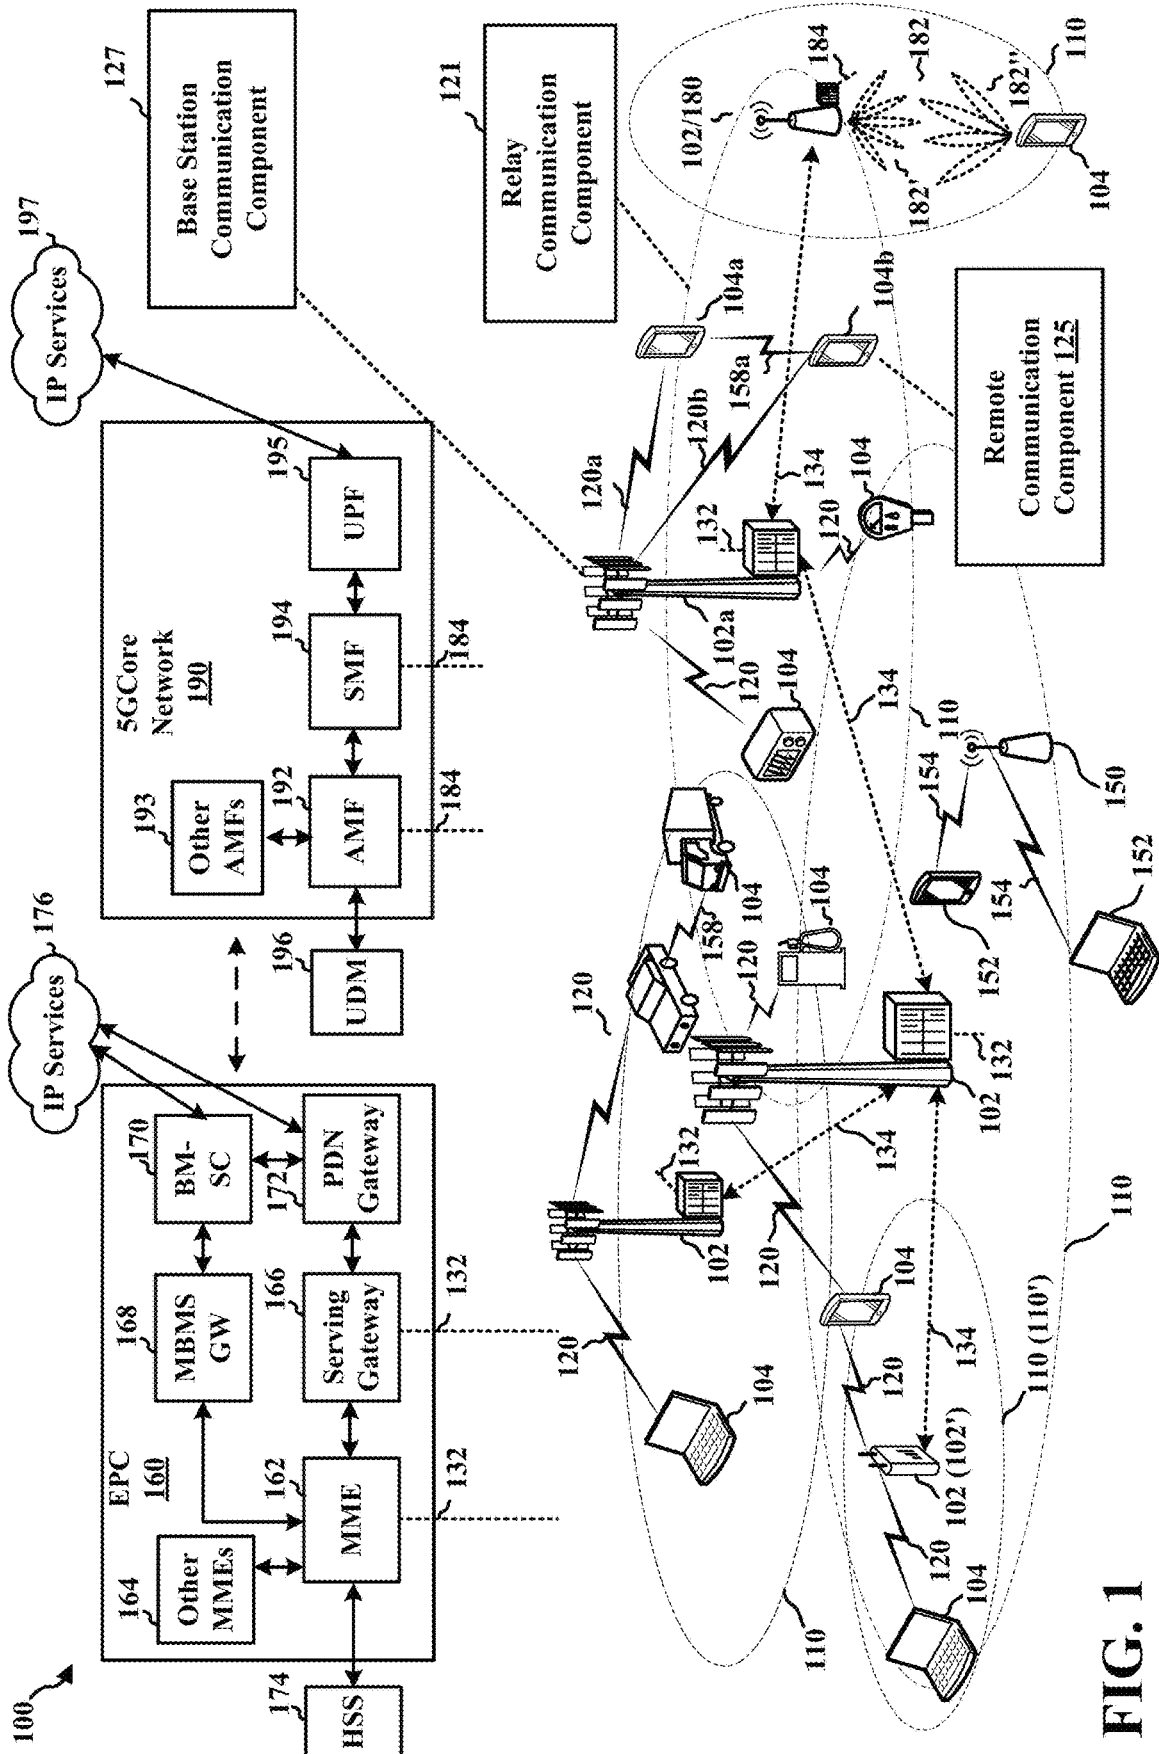 100
174
HSS
EPC
160
164
Other
MMEs
162
MME
132
168
MBMS
GW
166
Serving
Gateway
132
170
BM-
SC
172
PDN
Gateway
176
IP Services
196
UDM
5GCore
Network
190
193
Other
AMFs
192
AMF
184
194
SMF
184
195
UPF
197
IP Services
127
Base Station
Communication
Component
121
Relay
Communication
Component
Remote
Communication
Component 125
120
104
110
102
132
120
158
104
120
104
134
120
102
132
104
110
120
104
102a
132
120a
120b
104a
158a
104b
134
120
104
134
110
102/180
184
182
182'
182''
104
110
154
150
152
154
152
110
104
120
134
110 (110')
102 (102')
120
104
FIG. 1